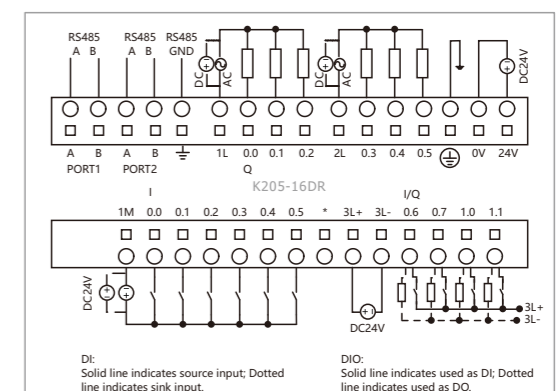 RS485 RS485 RS485
A B A B GND
DC AC DC AC DC24V
A B A B 1L 0.0 0.1 0.2 2L 0.3 0.4 0.5 0V 24V
PORT1 PORT2 Q
K205-16DR
I I/Q
1M 0.0 0.1 0.2 0.3 0.4 0.5 * 3L+ 3L- 0.6 0.7 1.0 1.1
DC24V
DC24V
3L+
3L-
DI:
Solid line indicates source input; Dotted
line indicates sink input.
DIO:
Solid line indicates used as DI; Dotted
line indicates used as DO.